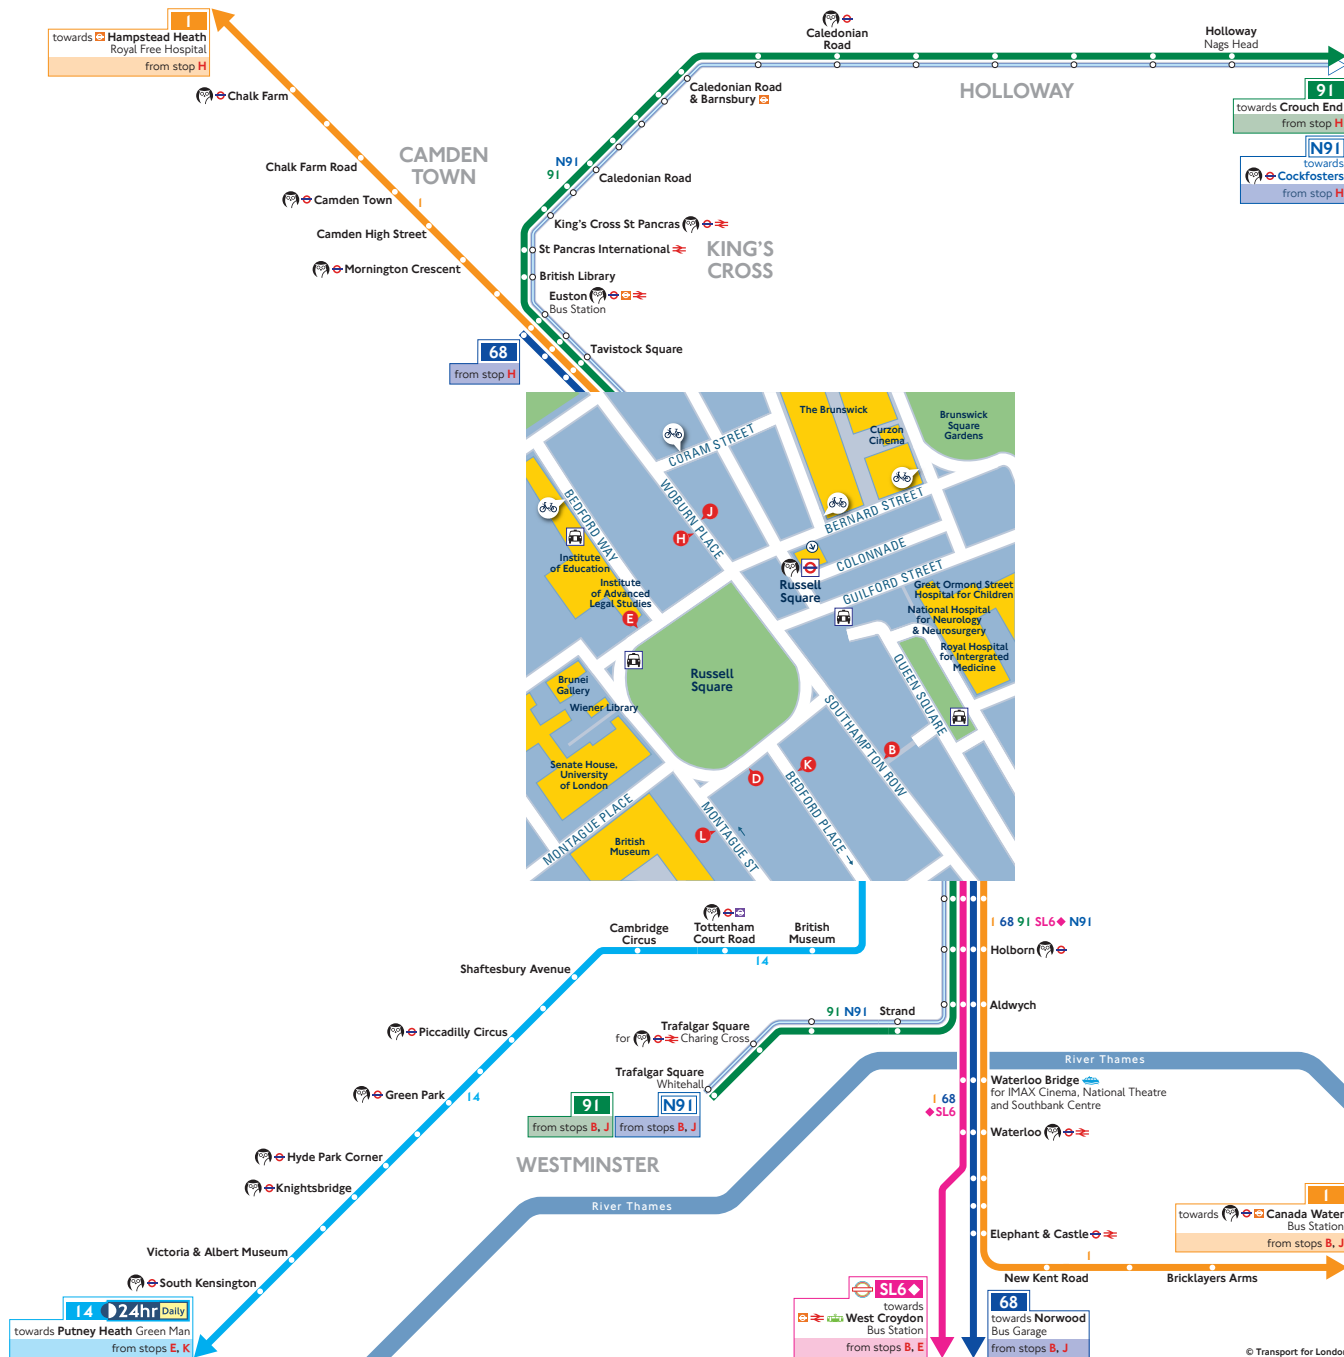 1
towards Hampstead Heath
Royal Free Hospital
from stop H
Chalk Farm
Chalk Farm Road
Camden Town
1
Camden High Street
Mornington Crescent
CAMDEN
TOWN
68
from stop H
Caledonian
Road
Holloway
Nags Head
Caledonian Road
& Barnsbury
HOLLOWAY
91
towards Crouch End
from stop H
N91
towards
Cockfosters
from stop H
N91
91
Caledonian Road
King's Cross St Pancras
St Pancras International
KING'S
CROSS
British Library
Euston
Bus Station
Tavistock Square
The Brunswick
Curzon
Cinema
Brunswick
Square
Gardens
CORAM STREET
WOBURN PLACE
BEDFORD WAY
BERNARD STREET
COLONNADE
GUILFORD STREET
J
H
Institute
of Education
Institute
of Advanced
Legal Studies
E
Russell
Square
Great Ormond Street
Hospital for Children
National Hospital
for Neurology
& Neurosurgery
Royal Hospital
for Intergrated
Medicine
Russell
Square
QUEEN SQUARE
SOUTHAMPTON ROW
Brunei
Gallery
Wiener Library
Senate House,
University
of London
B
K
D
BEDFORD PLACE
MONTAGUE PLACE
MONTAGUE ST
L
British
Museum
Cambridge
Circus
Tottenham
Court Road
British
Museum
14
Shaftesbury Avenue
Piccadilly Circus
Green Park
14
Hyde Park Corner
Knightsbridge
Victoria & Albert Museum
South Kensington
14 24hr Daily
towards Putney Heath Green Man
from stops E, K
1 68 91 SL6 N91
Holborn
Aldwych
91 N91
Strand
Trafalgar Square
for Charing Cross
Trafalgar Square
Whitehall
91
from stops B, J
N91
from stops B, J
WESTMINSTER
River Thames
River Thames
Waterloo Bridge
for IMAX Cinema, National Theatre
and Southbank Centre
1 68
SL6
Waterloo
Elephant & Castle
1
New Kent Road
Bricklayers Arms
1
towards Canada Water
Bus Station
from stops B, J
SL6
towards
West Croydon
Bus Station
from stops B, E
68
towards Norwood
Bus Garage
from stops B, J
© Transport for London